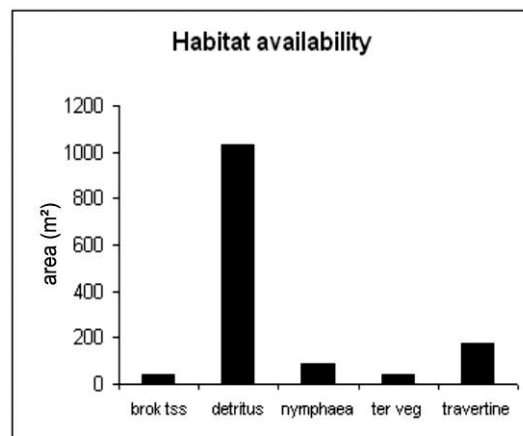 Habitat availability
area (m²)
1200
1000
800
600
400
200
0
brok tss detritus nymphaea ter veg travertine